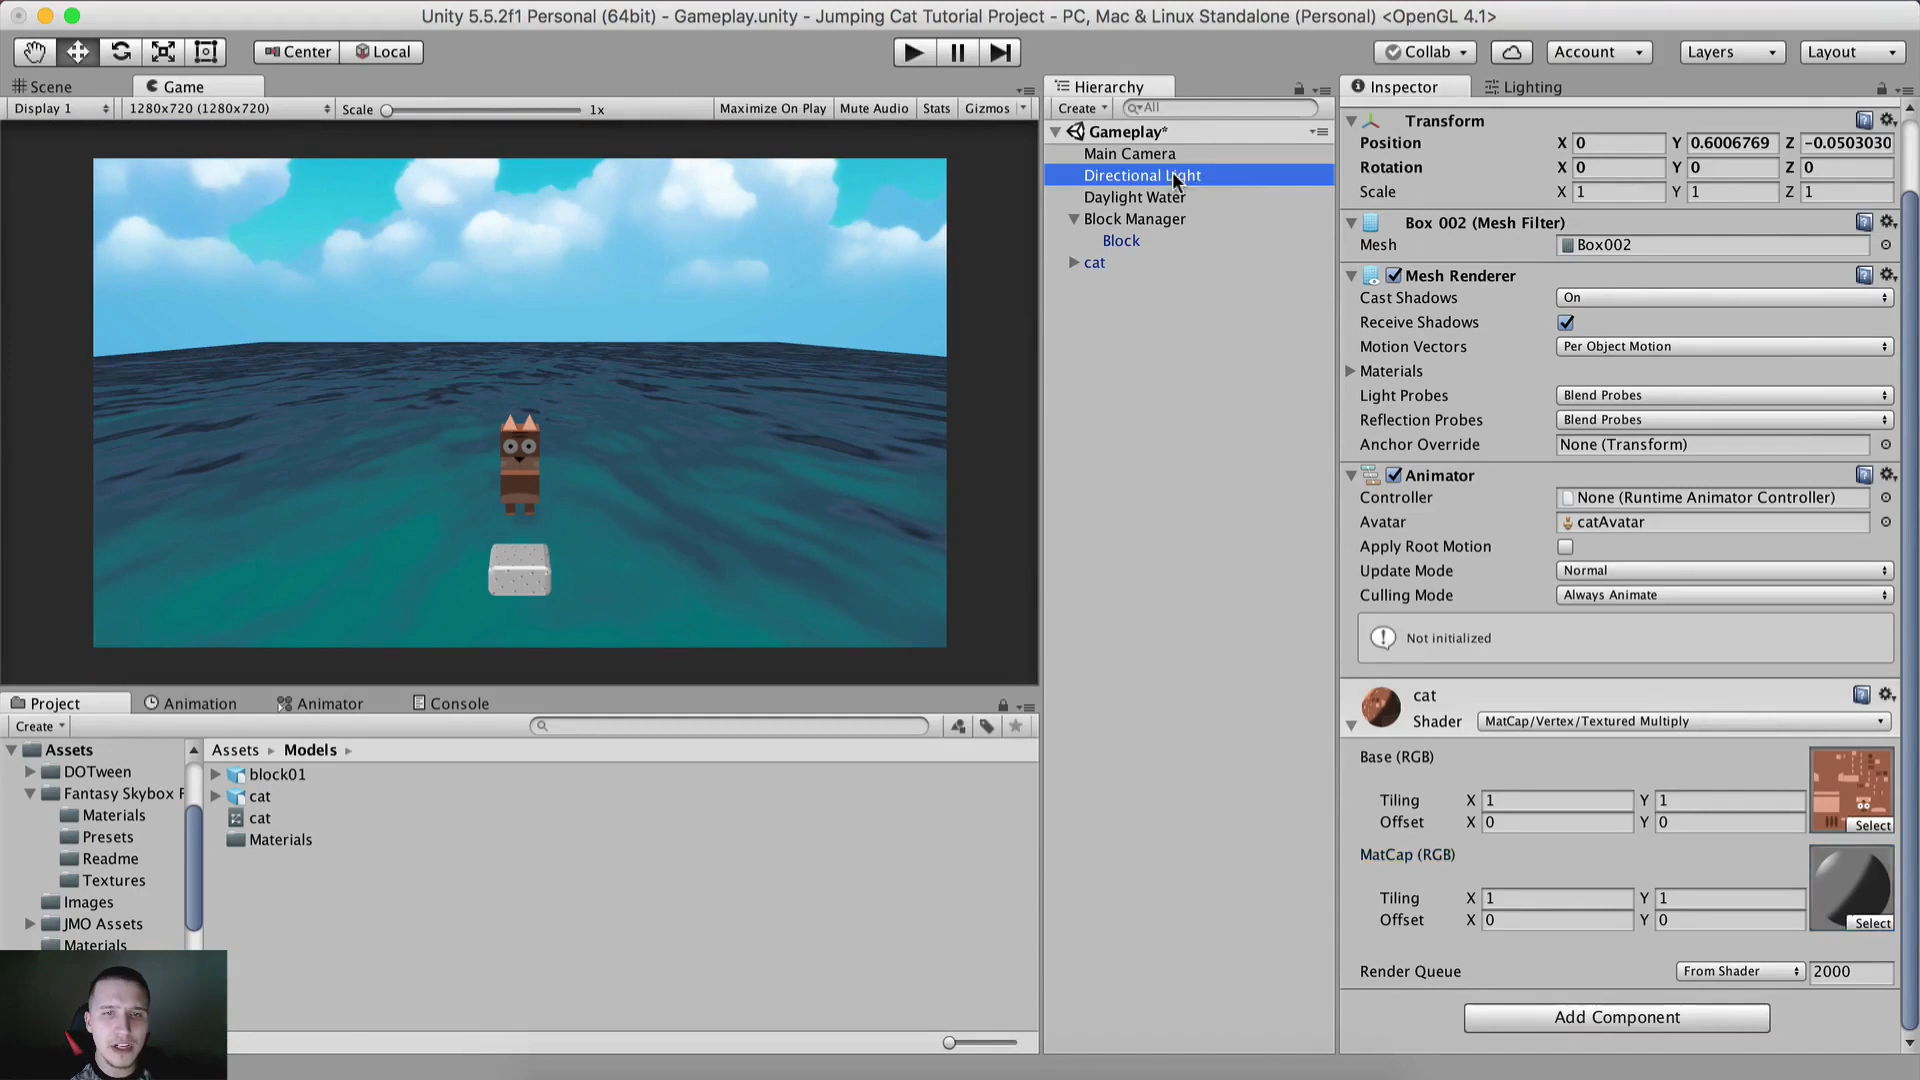 Unity 5.5.2f1 Personal (64bit) - Gameplay.unity - Jumping Cat Tutorial Project - PC, Mac & Linux Standalone (Personal) <OpenGL 4.1>
Center Local Collab Account Layers Layout
Scene Game
Display 1 1280x720 (1280x720) Scale 1x Maximize On Play Mute Audio Stats Gizmos
Hierarchy
Create All
Gameplay*
Main Camera
Directional Light
Daylight Water
Block Manager
Block
cat
Inspector Lighting
Transform
Position X 0 Y 0.6006769 Z -0.0503030
Rotation X 0 Y 0 Z 0
Scale X 1 Y 1 Z 1
Box 002 (Mesh Filter)
Mesh Box002
Mesh Renderer
Cast Shadows On
Receive Shadows
Motion Vectors Per Object Motion
Materials
Light Probes Blend Probes
Reflection Probes Blend Probes
Anchor Override None (Transform)
Animator
Controller None (Runtime Animator Controller)
Avatar catAvatar
Apply Root Motion
Update Mode Normal
Culling Mode Always Animate
Not initialized
cat
Shader MatCap/Vertex/Textured Multiply
Base (RGB)
Tiling X 1 Y 1
Offset X 0 Y 0
Select
MatCap (RGB)
Tiling X 1 Y 1
Offset X 0 Y 0
Select
Render Queue From Shader 2000
Add Component
Project Animation Animator Console
Create
Assets
DOTween
Fantasy Skybox F
Materials
Presets
Readme
Textures
Images
JMO Assets
Materials
Assets Models
block01
cat
cat
Materials